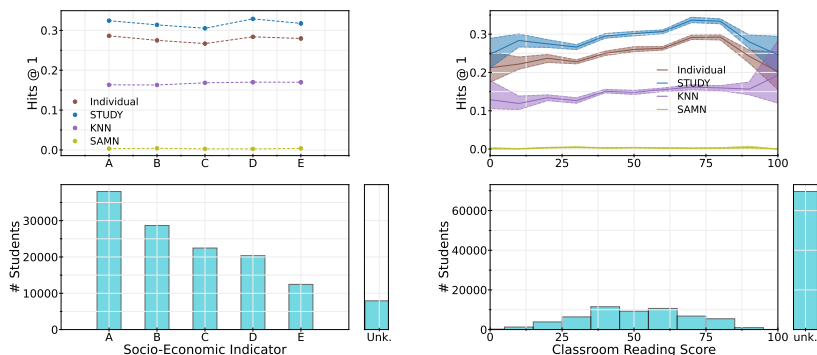 Hits @ 1
0.3
0.2
0.1
0.0
Individual
STUDY
KNN
SAMN
A B C D E
Hits @ 1
0.3
0.2
0.1
0.0
Individual
STUDY
KNN
SAMN
0 25 50 75 100
# Students
30000
20000
10000
0
A B C D E
Unk.
Socio-Economic Indicator
# Students
60000
40000
20000
0
0 25 50 75 100
unk.
Classroom Reading Score